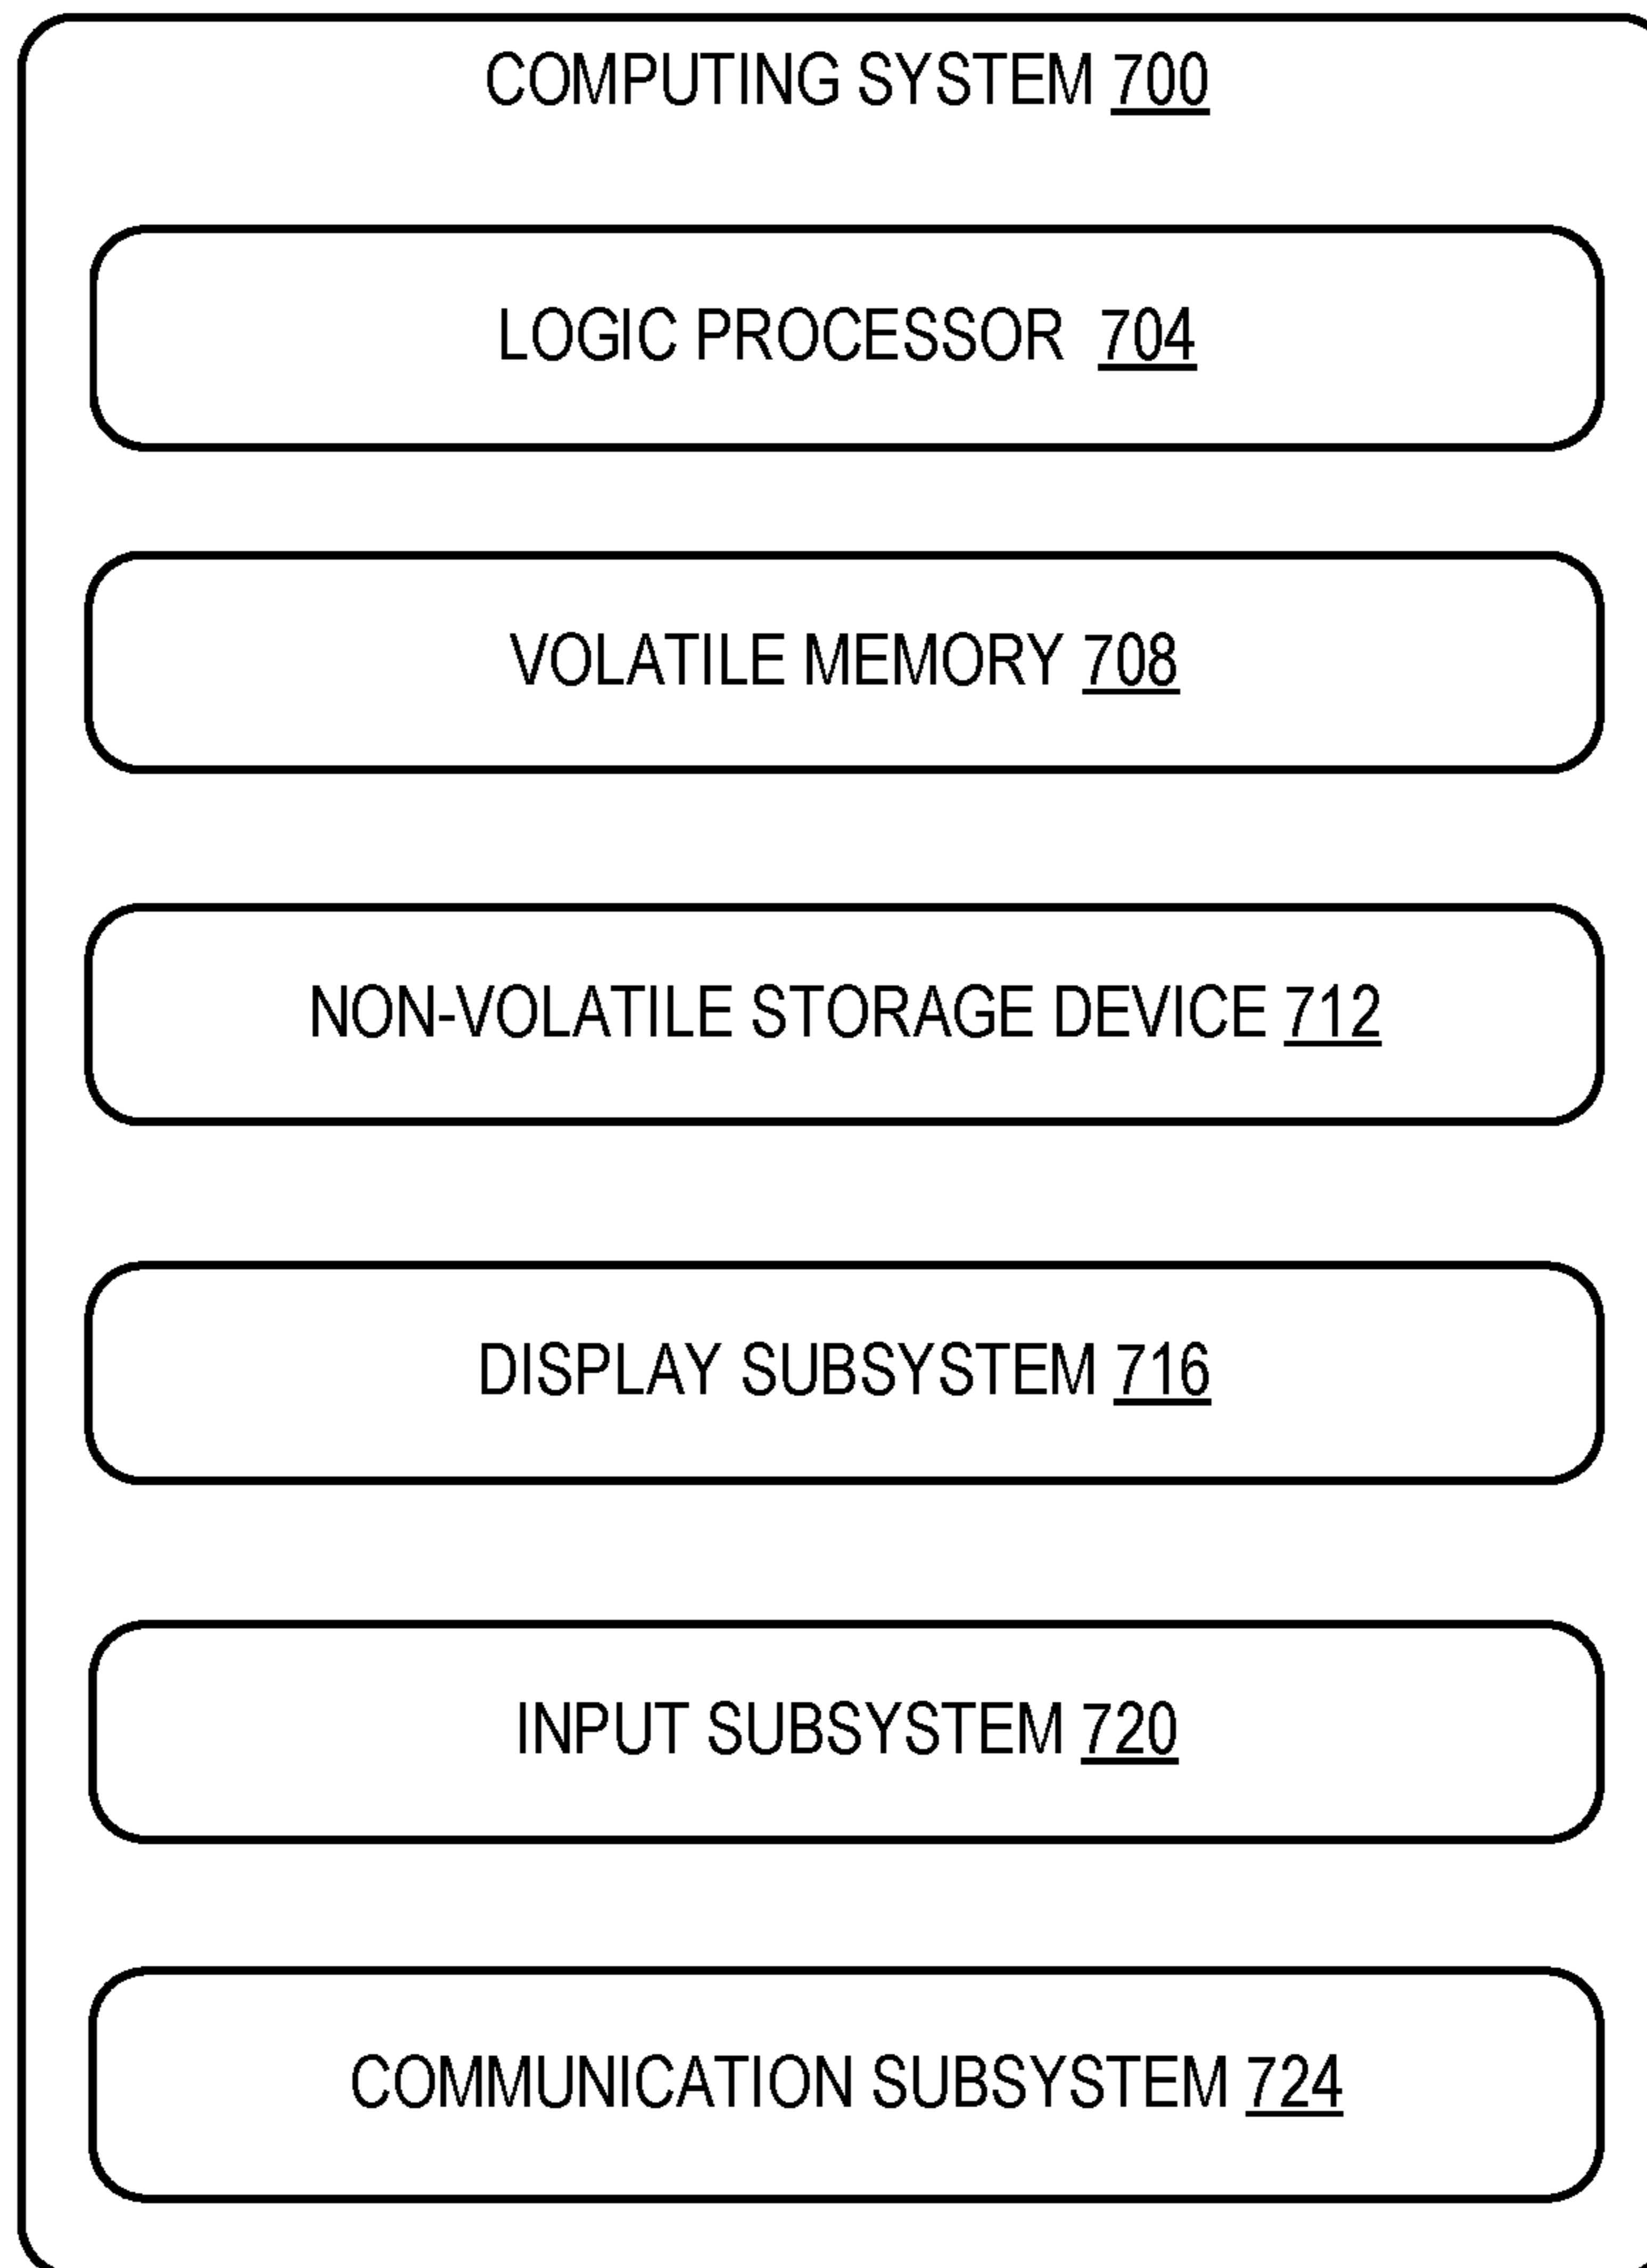 COMPUTING SYSTEM 700
LOGIC PROCESSOR 704
VOLATILE MEMORY 708
NON-VOLATILE STORAGE DEVICE 712
DISPLAY SUBSYSTEM 716
INPUT SUBSYSTEM 720
COMMUNICATION SUBSYSTEM 724